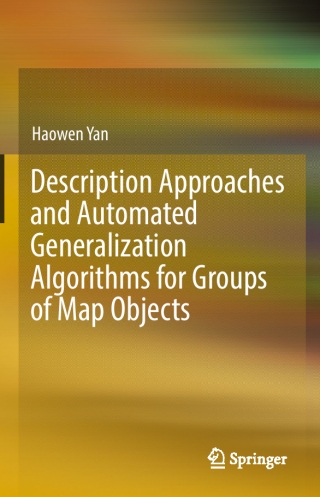 Haowen Yan
Description Approaches
and Automated
Generalization
Algorithms for Groups
of Map Objects
Springer